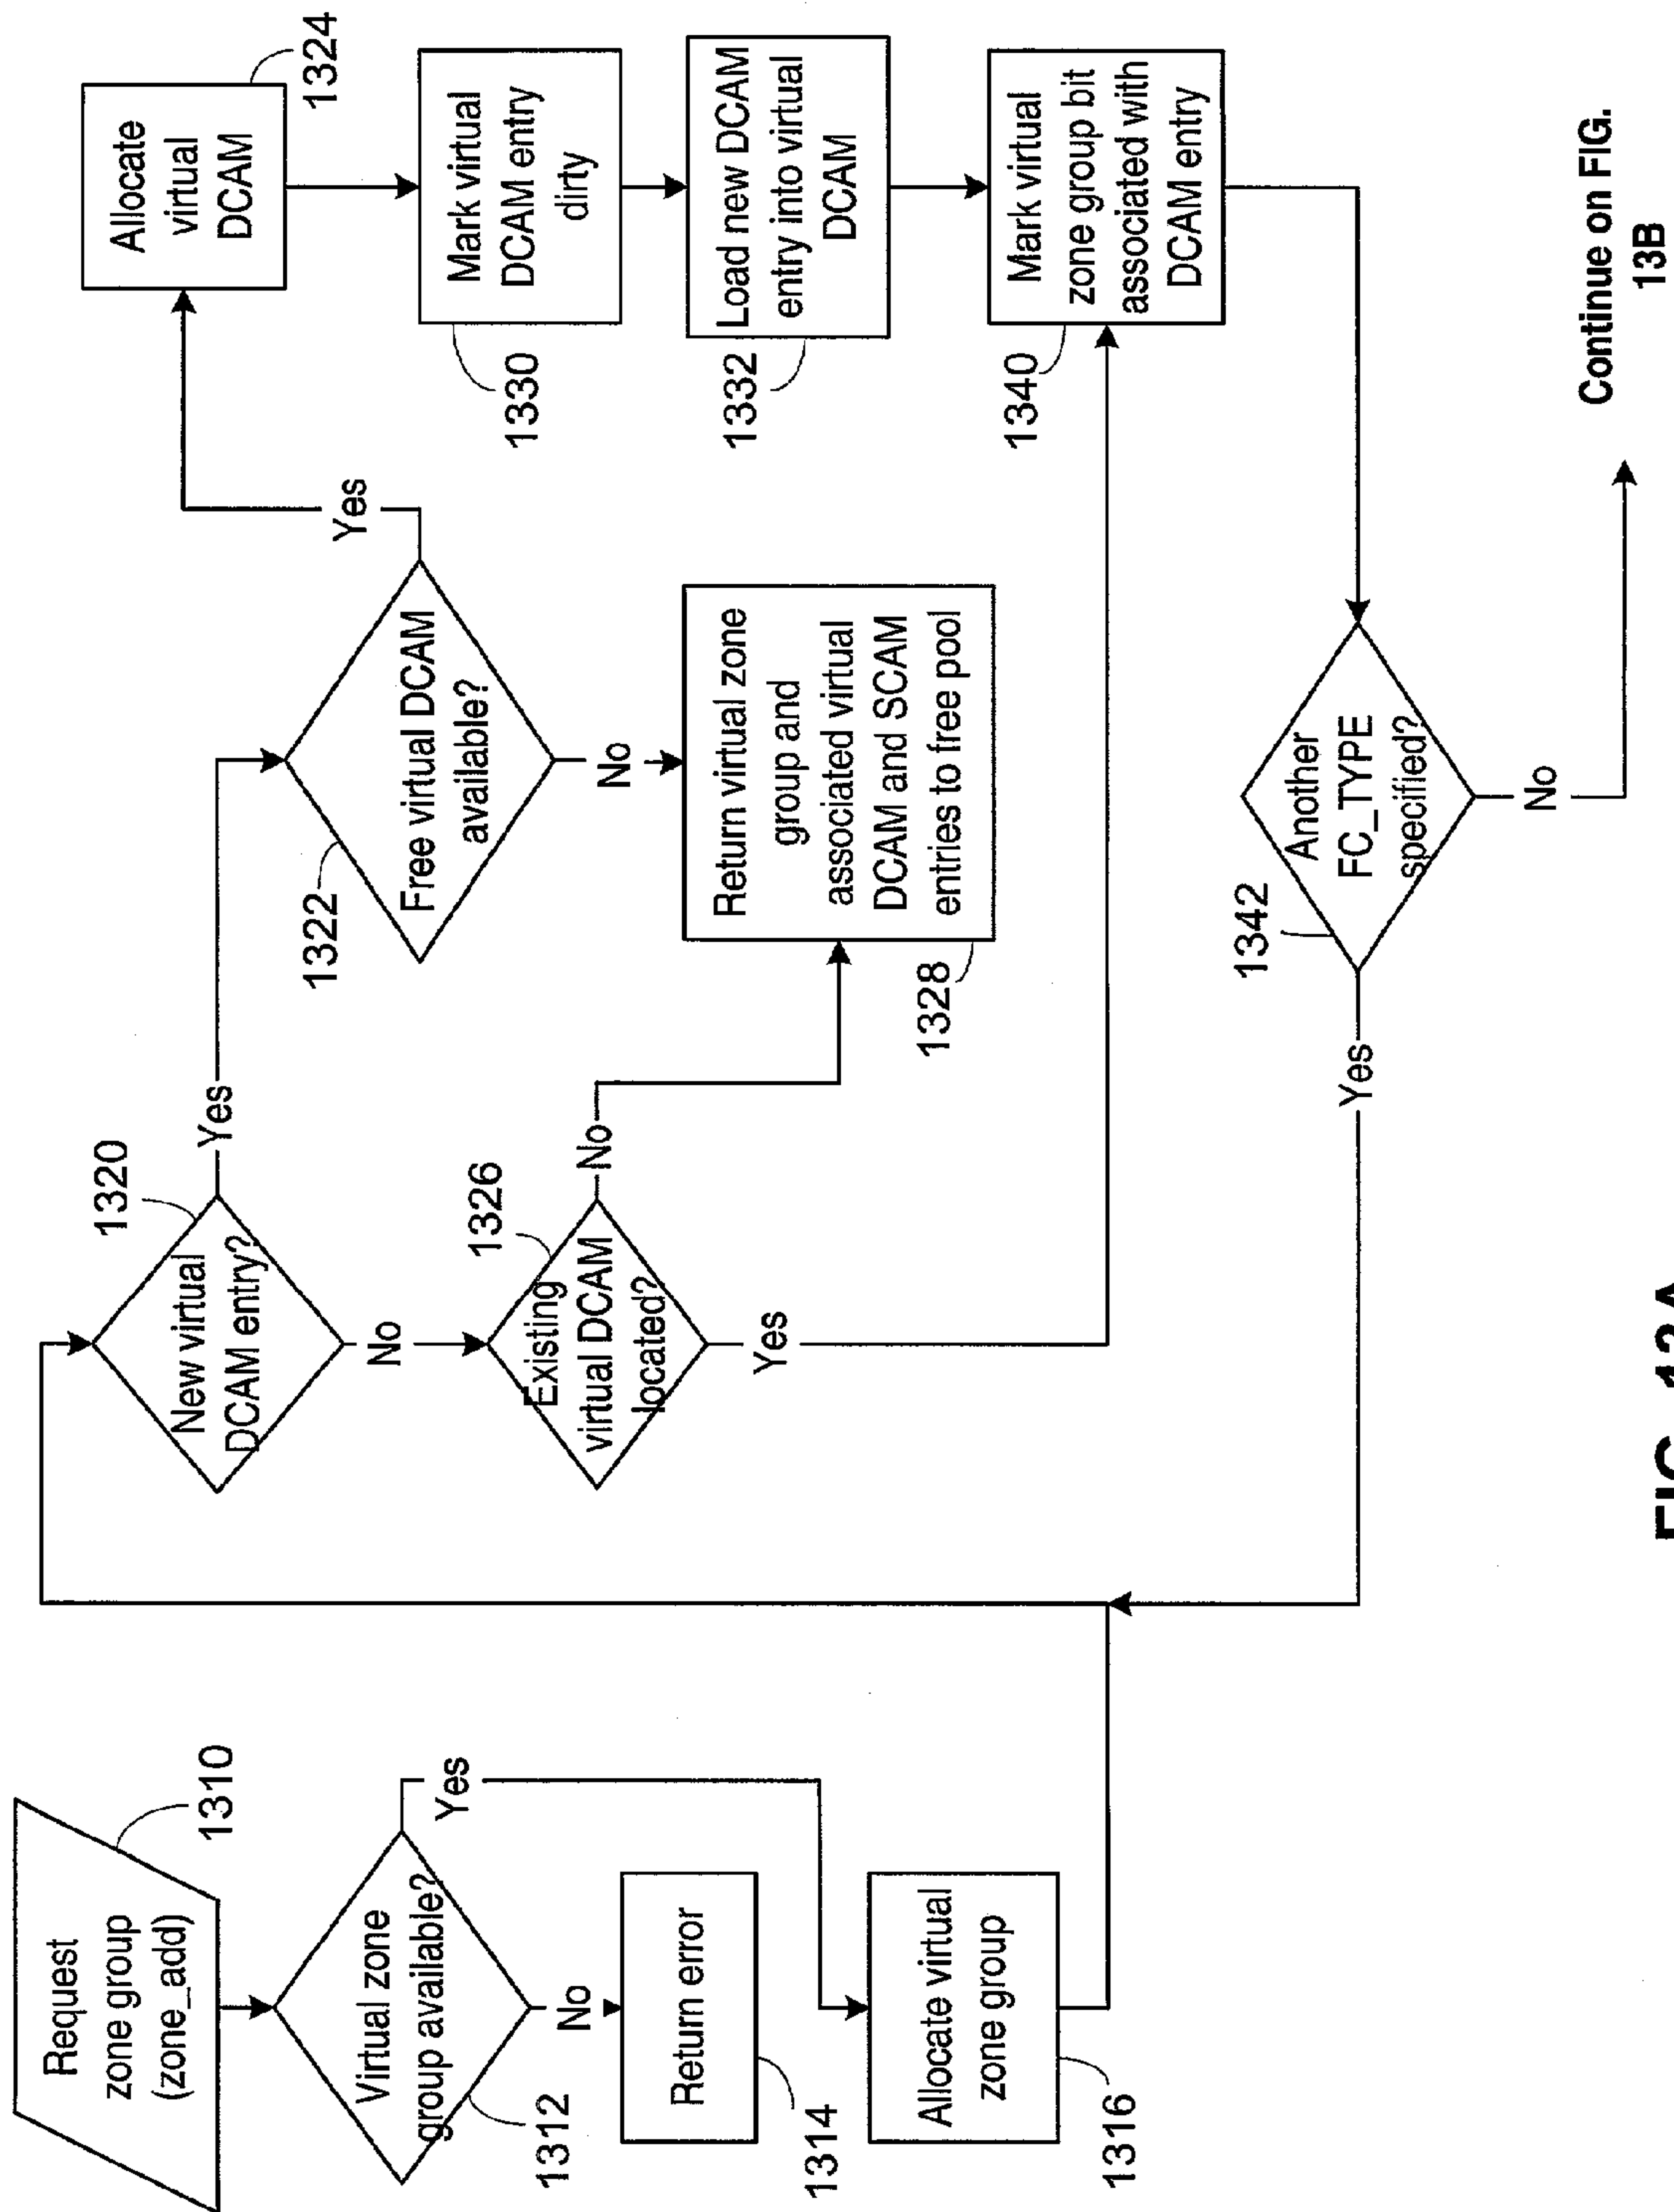 Request
zone group
(zone_add)
1310
Virtual zone
group available?
1312
Yes
No
Return error
1314
Allocate virtual
zone group
1316
New virtual
DCAM entry?
1320
Yes
No
Existing
virtual DCAM
located?
1326
No
Yes
Free virtual DCAM
available?
1322
Yes
No
Return virtual zone
group and
associated virtual
DCAM and SCAM
entries to free pool
1328
Allocate
virtual
DCAM
1324
Mark virtual
DCAM entry
dirty
1330
Load new DCAM
entry into virtual
DCAM
1332
Mark virtual
zone group bit
associated with
DCAM entry
1340
Another
FC_TYPE
specified?
1342
Yes
No
Continue on FIG.
13B
FIG. 13A